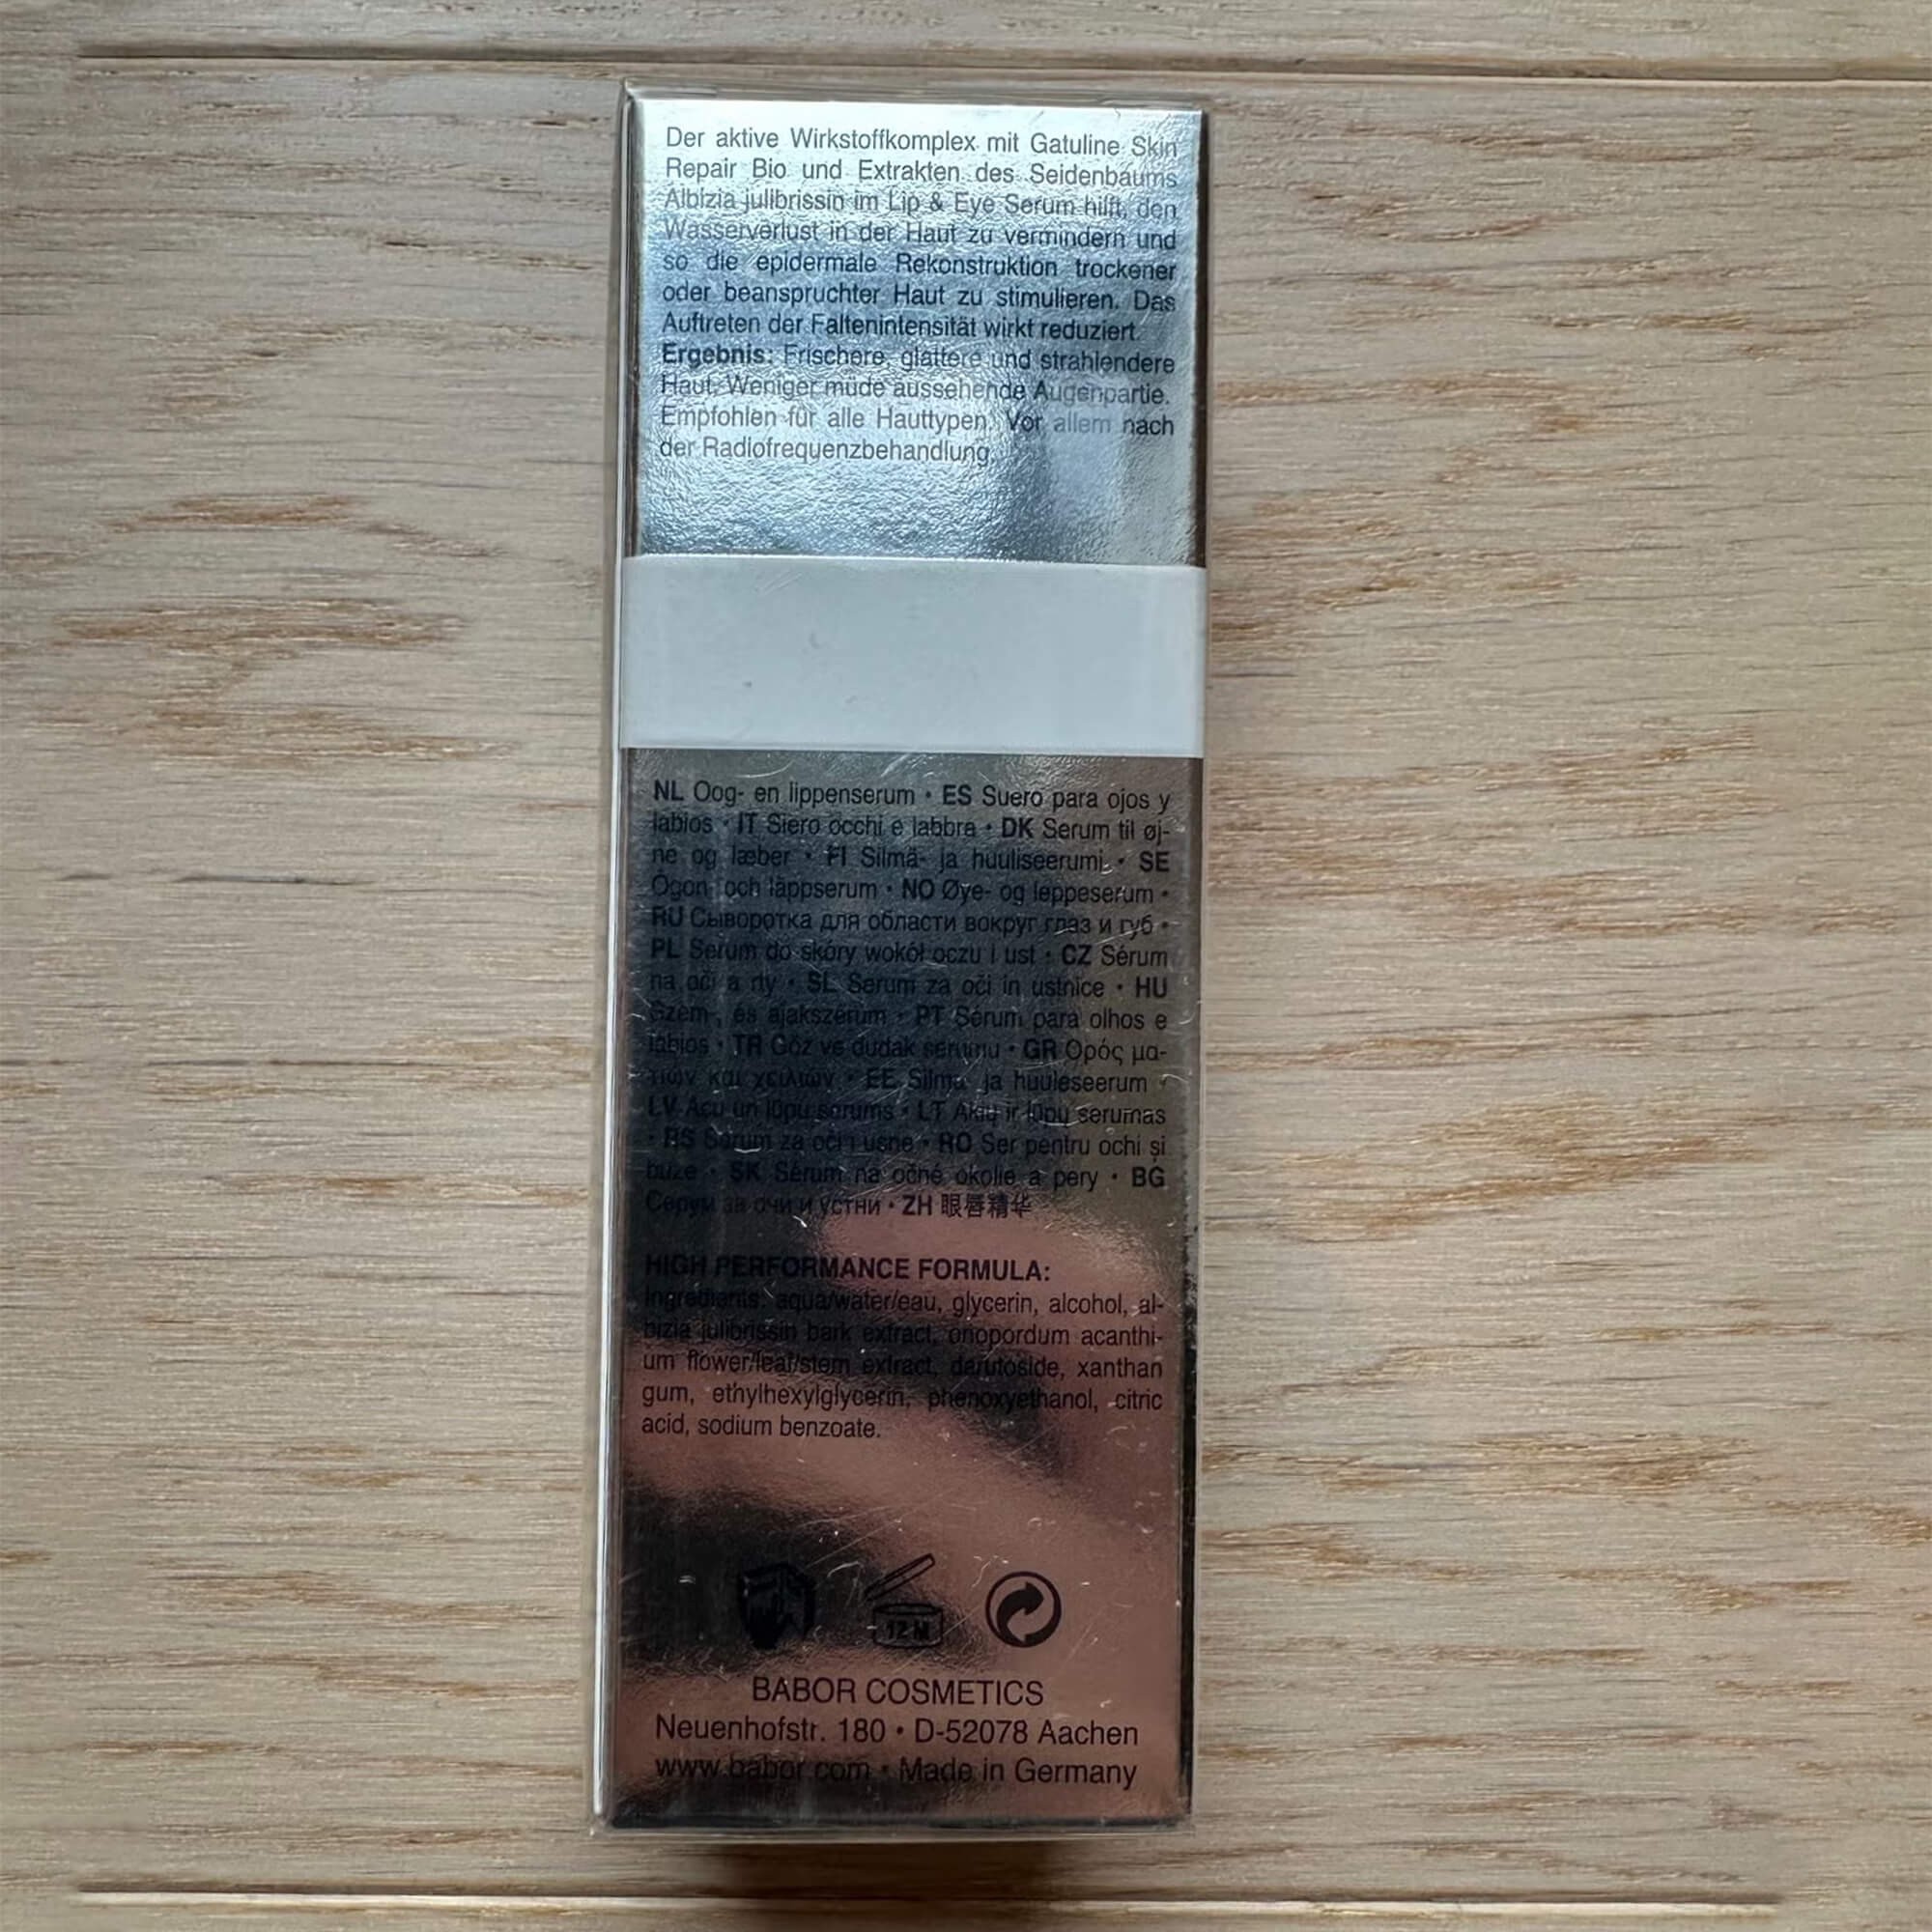 Der aktive Wirkstoffkomplex mit Gatuline Skin
Repair Bio und Extrakten des Seidenbaums
Albizia julibrissin im Lip & Eye Serum hilft, den
Wasserverlust in der Haut zu vermindern und
so die epidermale Rekonstruktion trockener
oder beanspruchter Haut zu stimulieren. Das
Auftreten der Faltenintensität wirkt reduziert.
Ergebnis: Frischere, glattere und strahlendere
Haut. Weniger müde aussehende Augenpartie.
Empfohlen für alle Hauttypen. Vor allem nach
der Radiofrequenzbehandlung.
NL Oog- en lippenserum • ES Suero para ojos y
labios • IT Siero occhi e labbra • DK Serum til øj-
ne og læber • FI Silmä- ja huuliseerumi • SE
Ögon- och läppserum • NO Øye- og leppeserum •
RU Сыворотка для области вокруг глаз и губ •
PL Serum do skóry wokół oczu i ust • CZ Sérum
na oči a rty • SL Serum za oči in ustnice • HU
Szem-, és ajakszérum • PT Sérum para olhos e
lábios • TR Göz ve dudak serumu • GR Ορός μα-
τιών και χειλιών • EE Silma- ja huuleseerum •
LV Acu un lūpu serums • LT Akių ir lūpų serumas
• RS Serum za oči i usne • RO Ser pentru ochi și
buze • SK Sérum na očné okolie a pery • BG
Серум за очи и устни • ZH 眼唇精华
HIGH PERFORMANCE FORMULA:
Ingredients: aqua/water/eau, glycerin, alcohol, al-
bizia julibrissin bark extract, onopordum acanthi-
um flower/leaf/stem extract, darutoside, xanthan
gum, ethylhexylglycerin, phenoxyethanol, citric
acid, sodium benzoate.
12 M
BABOR COSMETICS
Neuenhofstr. 180 • D-52078 Aachen
www.babor.com • Made in Germany